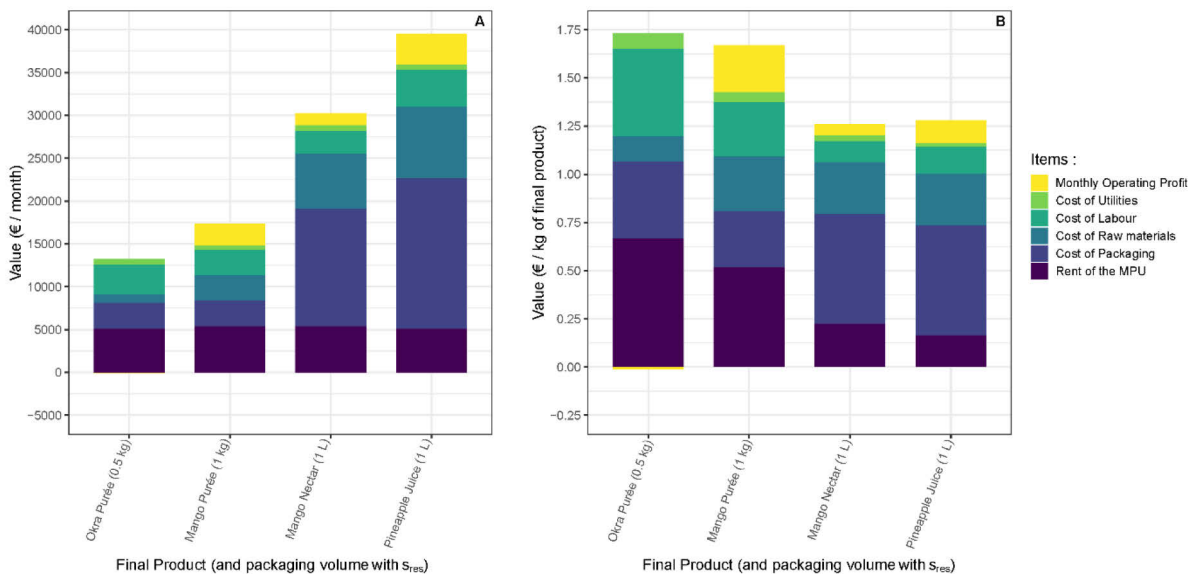 A
Value (€ / month)
40000
35000
30000
25000
20000
15000
10000
5000
0
−5000
Okra Purée (0.5 kg)
Mango Purée (1 kg)
Mango Nectar (1 L)
Pineapple Juice (1 L)
Final Product (and packaging volume with sres)
B
Value (€ / kg of final product)
1.75
1.50
1.25
1.00
0.75
0.50
0.25
0.00
−0.25
Okra Purée (0.5 kg)
Mango Purée (1 kg)
Mango Nectar (1 L)
Pineapple Juice (1 L)
Final Product (and packaging volume with sres)
Items :
Monthly Operating Profit
Cost of Utilities
Cost of Labour
Cost of Raw materials
Cost of Packaging
Rent of the MPU